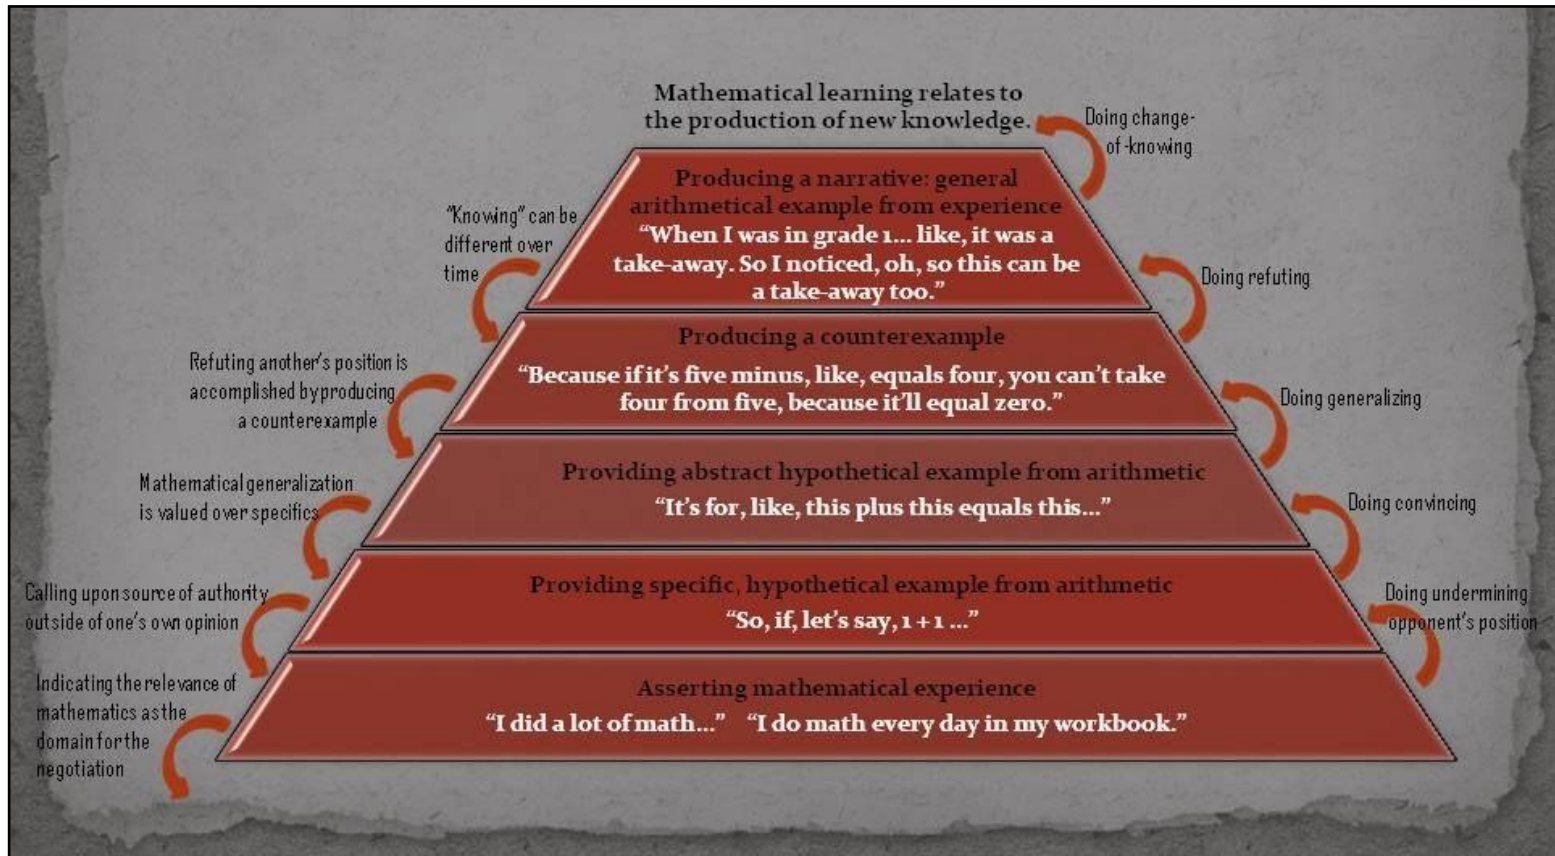 Mathematical learning relates to
the production of new knowledge.
Doing change-
of-knowing
Producing a narrative: general
arithmetical example from experience
“When I was in grade 1... like, it was a
take-away. So I noticed, oh, so this can be
a take-away too.”
“Knowing” can be
different over
time
Doing refuting
Producing a counterexample
“Because if it’s five minus, like, equals four, you can’t take
four from five, because it’ll equal zero.”
Refuting another’s position is
accomplished by producing
a counterexample
Doing generalizing
Providing abstract hypothetical example from arithmetic
“It’s for, like, this plus this equals this...”
Mathematical generalization
is valued over specifics
Doing convincing
Providing specific, hypothetical example from arithmetic
“So, if, let’s say, 1 + 1 ...”
Calling upon source of authority
outside of one’s own opinion
Doing undermining
opponent’s position
Asserting mathematical experience
“I did a lot of math...” “I do math every day in my workbook.”
Indicating the relevance of
mathematics as the
domain for the
negotiation